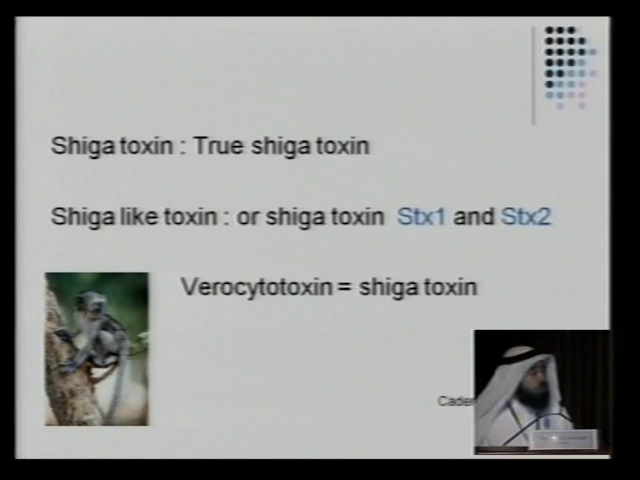 Shiga toxin : True shiga toxin
Shiga like toxin : or shiga toxin Stx1 and Stx2
Verocytotoxin = shiga toxin